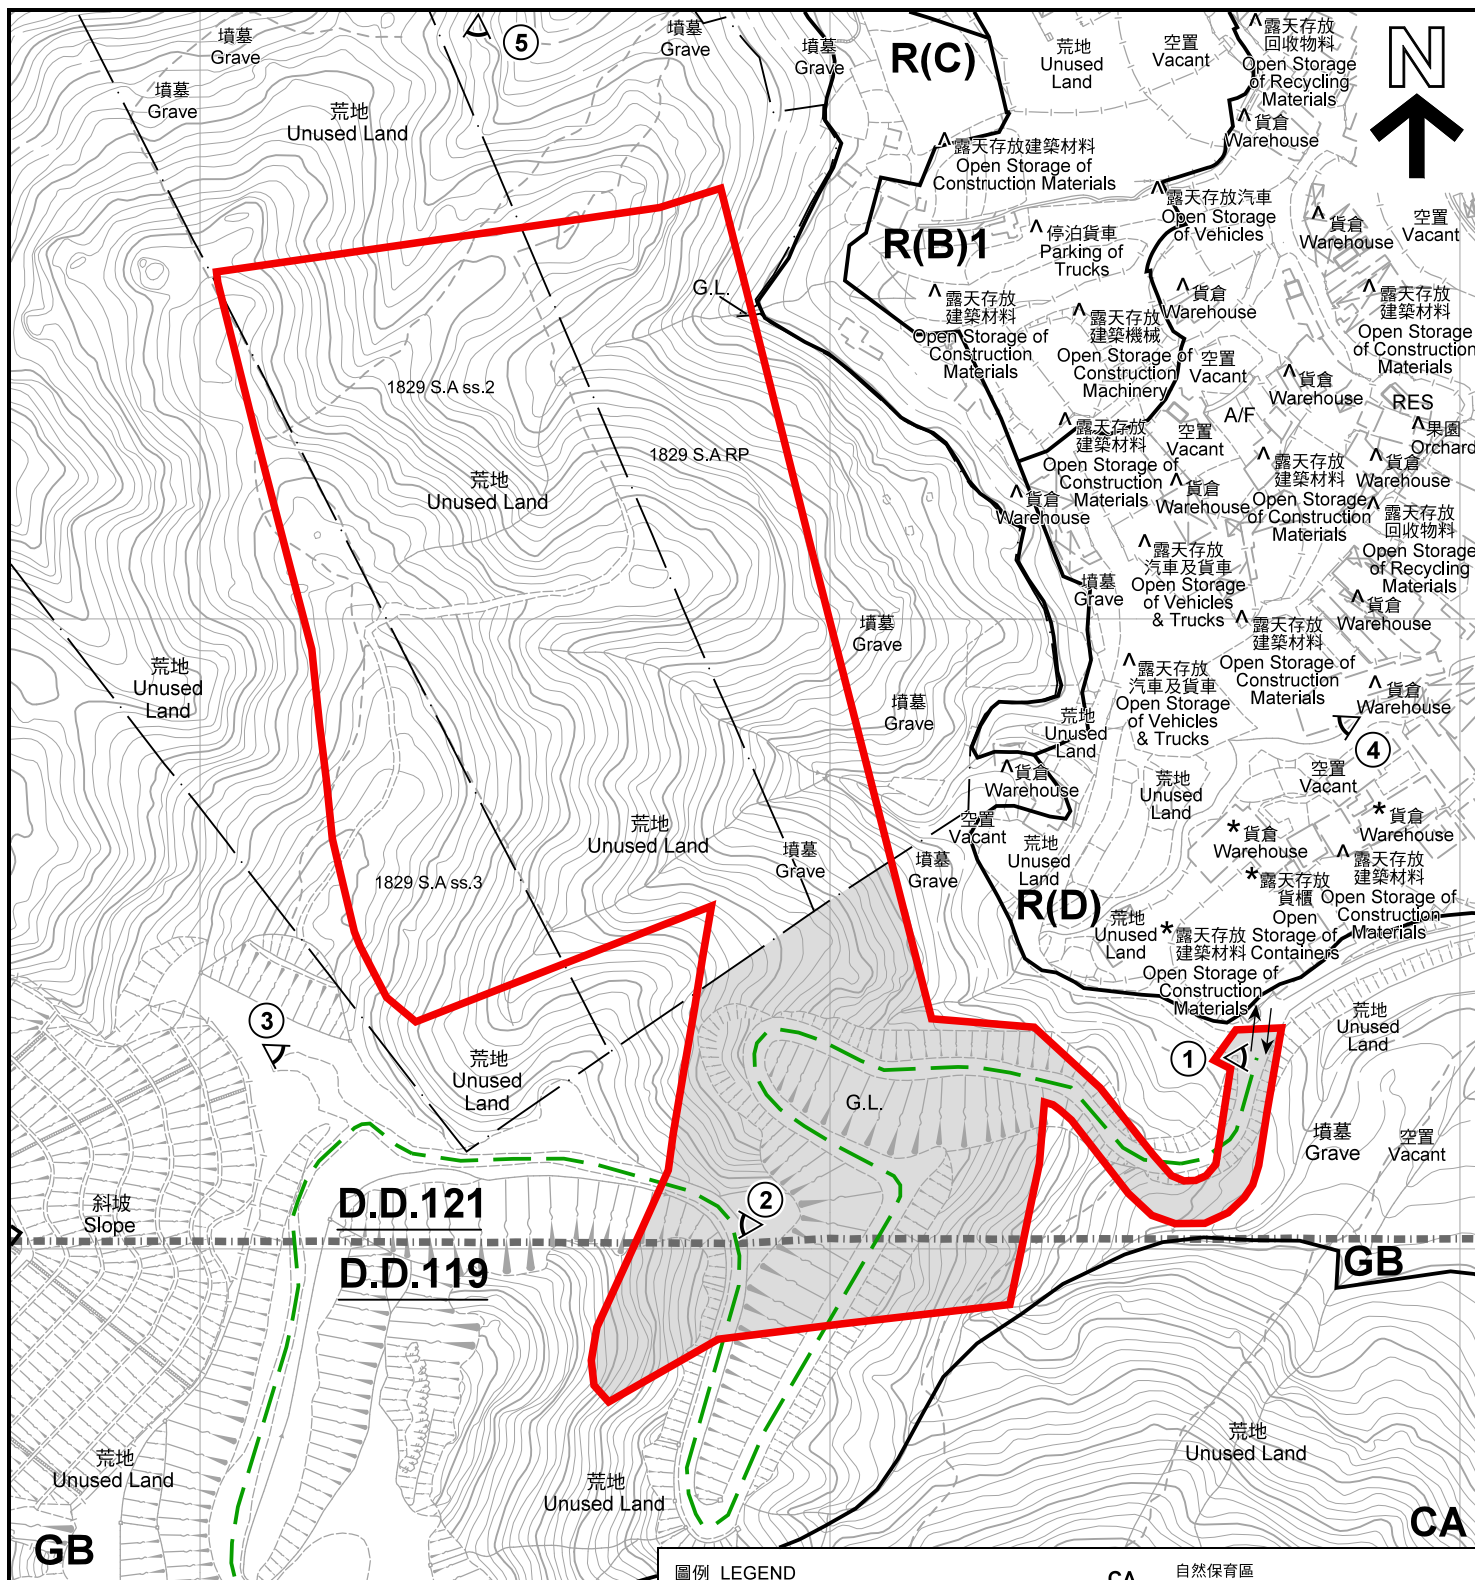 墳墓
Grave
墳墓
Grave
荒地
Unused Land
5
墳墓
Grave
墳墓
Grave
R(C)
荒地
Unused
Land
空置
Vacant
^露天存放
回收物料
Open Storage
of Recycling
Materials
N
^貨倉
Warehouse
^露天存放建築材料
Open Storage of
Construction Materials
^露天存放汽車
Open Storage
of Vehicles
R(B)1
^停泊貨車
Parking of
Trucks
^貨倉
Warehouse
空置
Vacant
G.L.
^露天存放
建築材料
Open Storage of
Construction
Materials
^露天存放
建築機械
Open Storage of
Construction
Machinery
^貨倉
Warehouse
^露天存放
建築材料
Open Storage
of Construction
Materials
空置
Vacant
^貨倉
Warehouse
RES
A/F
^果園
Orchard
1829 S.A ss.2
1829 S.A RP
荒地
Unused Land
^露天存放
建築材料
Open Storage of
Construction
Materials
空置
Vacant
^貨倉
Warehouse
^露天存放
建築材料
Open Storage
of Construction
Materials
^貨倉
Warehouse
^貨倉
Warehouse
^露天存放
回收物料
Open Storage
of Recycling
Materials
^露天存放
汽車及貨車
Open Storage
of Vehicles
& Trucks
墳墓
Grave
^貨倉
Warehouse
墳墓
Grave
^露天存放
建築材料
Open Storage of
Construction
Materials
荒地
Unused
Land
^露天存放
汽車及貨車
Open Storage
of Vehicles
& Trucks
^貨倉
Warehouse
墳墓
Grave
荒地
Unused
Land
4
^貨倉
Warehouse
荒地
Unused
Land
空置
Vacant
荒地
Unused Land
墳墓
Grave
空置
Vacant
墳墓
Grave
荒地
Unused
Land
*貨倉
Warehouse
*貨倉
Warehouse
1829 S.A ss.3
R(D)
*露天存放
貨櫃
Open
Storage of
Containers
^露天存放
建築材料
Open Storage of
Construction
Materials
荒地
Unused
Land
*露天存放
建築材料
Open Storage of
Construction
Materials
3
荒地
Unused
Land
1
荒地
Unused
Land
G.L.
墳墓
Grave
空置
Vacant
斜坡
Slope
D.D.121
2
D.D.119
GB
荒地
Unused Land
荒地
Unused Land
荒地
Unused Land
GB
CA
圖例 LEGEND
CA
自然保育區